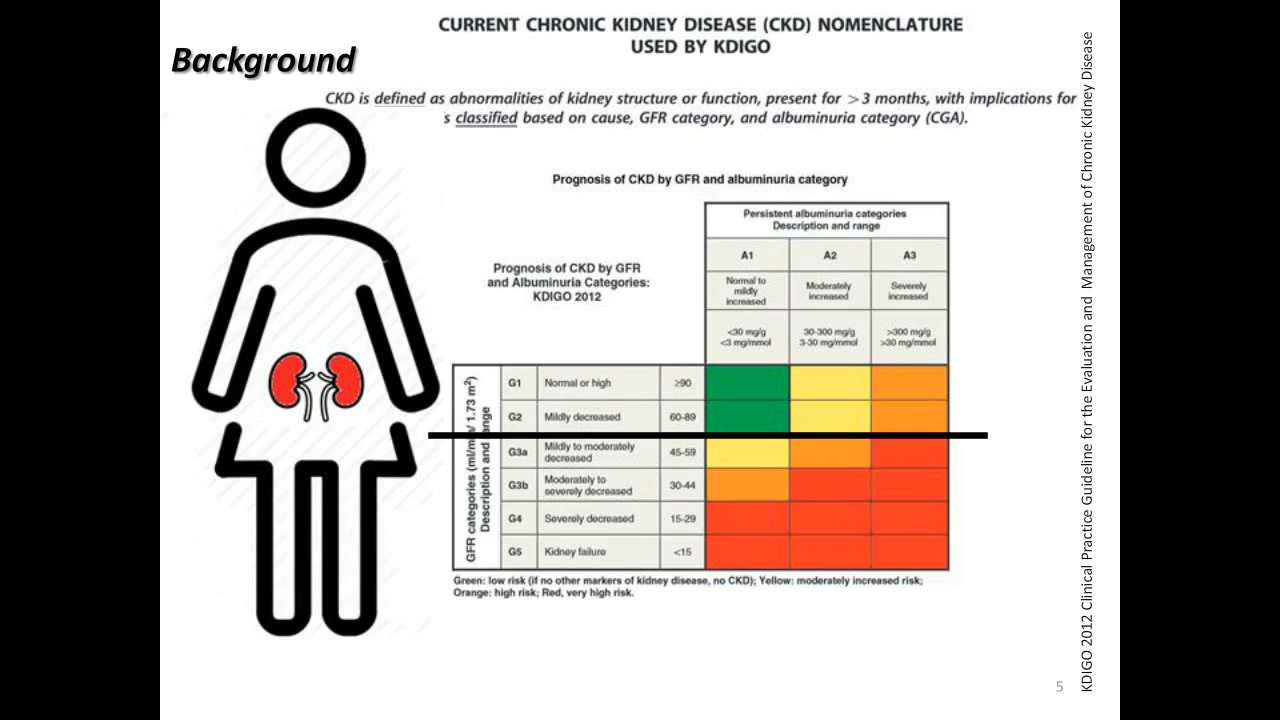 CURRENT CHRONIC KIDNEY DISEASE (CKD) NOMENCLATURE
USED BY KDIGO
Background
CKD is defined as abnormalities of kidney structure or function, present for >3 months, with implications for
s classified based on cause, GFR category, and albuminuria category (CGA).
Prognosis of CKD by GFR and albuminuria category
Prognosis of CKD by GFR
and Albuminuria Categories:
KDIGO 2012
Persistent albuminuria categories
Description and range
A1
A2
A3
Normal to
mildly
increased
Moderately
increased
Severely
increased
<30 mg/g
<3 mg/mmol
30-300 mg/g
3-30 mg/mmol
>300 mg/g
>30 mg/mmol
GFR categories (ml/min/ 1.73 m²)
Description and range
G1 Normal or high ≥90
G2 Mildly decreased 60-89
G3a Mildly to moderately
decreased 45-59
G3b Moderately to
severely decreased 30-44
G4 Severely decreased 15-29
G5 Kidney failure <15
Green: low risk (if no other markers of kidney disease, no CKD); Yellow: moderately increased risk;
Orange: high risk; Red, very high risk.
KDIGO 2012 Clinical Practice Guideline for the Evaluation and Management of Chronic Kidney Disease
5